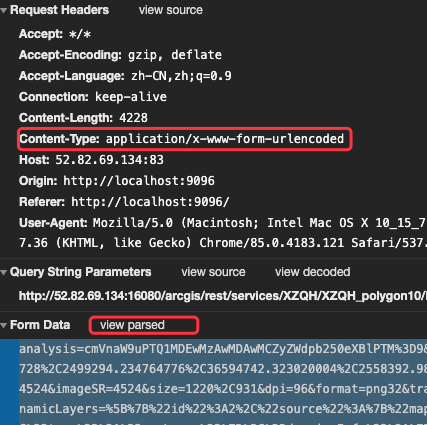 Request Headers view source
Accept: */*
Accept-Encoding: gzip, deflate
Accept-Language: zh-CN,zh;q=0.9
Connection: keep-alive
Content-Length: 4228
Content-Type: application/x-www-form-urlencoded
Host: 52.82.69.134:83
Origin: http://localhost:9096
Referer: http://localhost:9096/
User-Agent: Mozilla/5.0 (Macintosh; Intel Mac OS X 10_15_7
7.36 (KHTML, like Gecko) Chrome/85.0.4183.121 Safari/537.
Query String Parameters view source view decoded
http://52.82.69.134:16080/arcgis/rest/services/XZQH/XZQH_polygon10/
Form Data view parsed
analysis=cmVnaW9uPTQ1MDEwMzAwMDAwMCZyZWdpb250eXBlPTM%3D9&
728%2C2499294.234764776%2C36594742.323020004%2C2558392.98
4524&imageSR=4524&size=1220%2C931&dpi=96&format=png32&tra
namicLayers=%5B%7B%22id%22%3A2%2C%22source%22%3A%7B%22map